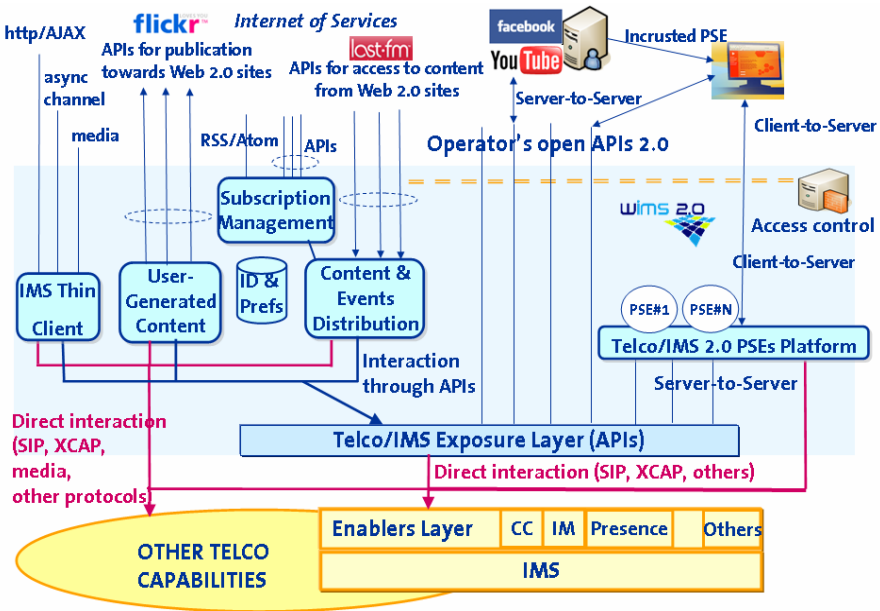 Internet of Services
http/AJAX
flickr
APIs for publication
towards Web 2.0 sites
async
channel
media
last·fm
APIs for access to content
from Web 2.0 sites
RSS/Atom
APIs
facebook
YouTube
Incrusted PSE
Server-to-Server
Client-to-Server
Operator's open APIs 2.0
Subscription
Management
WIMS 2.0
Access control
Client-to-Server
IMS Thin
Client
User-
Generated
Content
ID &
Prefs
Content &
Events
Distribution
PSE#1
PSE#N
Telco/IMS 2.0 PSEs Platform
Interaction
through APIs
Server-to-Server
Direct interaction
(SIP, XCAP,
media,
other protocols)
Telco/IMS Exposure Layer (APIs)
Direct interaction (SIP, XCAP, others)
Enablers Layer
CC
IM
Presence
Others
OTHER TELCO
CAPABILITIES
IMS